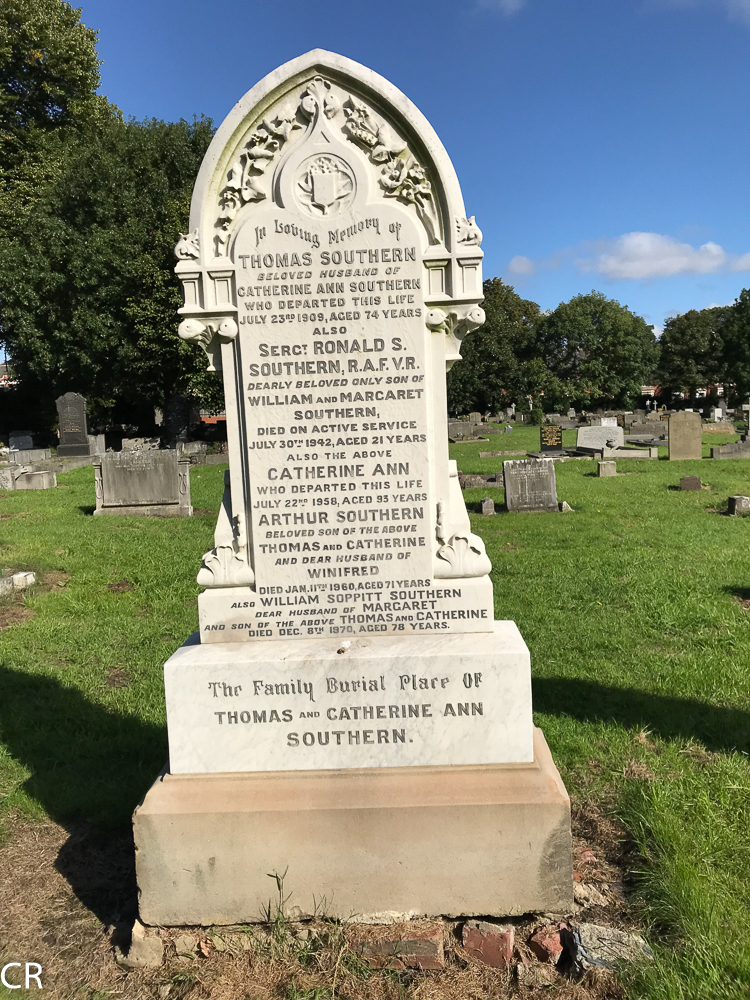 In Loving Memory of
THOMAS SOUTHERN
BELOVED HUSBAND OF
CATHERINE ANN SOUTHERN
WHO DEPARTED THIS LIFE
JULY 23RD 1909, AGED 74 YEARS.
ALSO
SERGT RONALD S.
SOUTHERN, R.A.F.V.R.
DEARLY BELOVED ONLY SON OF
WILLIAM AND MARGARET
SOUTHERN,
DIED ON ACTIVE SERVICE
JULY 30TH 1942, AGED 21 YEARS
ALSO THE ABOVE
CATHERINE ANN
WHO DEPARTED THIS LIFE
JULY 22ND 1958, AGED 93 YEARS
ARTHUR SOUTHERN
BELOVED SON OF THE ABOVE
THOMAS AND CATHERINE
AND DEAR HUSBAND OF
WINIFRED
DIED JAN. 11TH 1960, AGED 71 YEARS
ALSO WILLIAM SOPPITT SOUTHERN
DEAR HUSBAND OF MARGARET
AND SON OF THE ABOVE THOMAS AND CATHERINE
DIED DEC. 8TH 1970, AGED 78 YEARS.
The Family Burial Place Of
THOMAS AND CATHERINE ANN
SOUTHERN.
CR